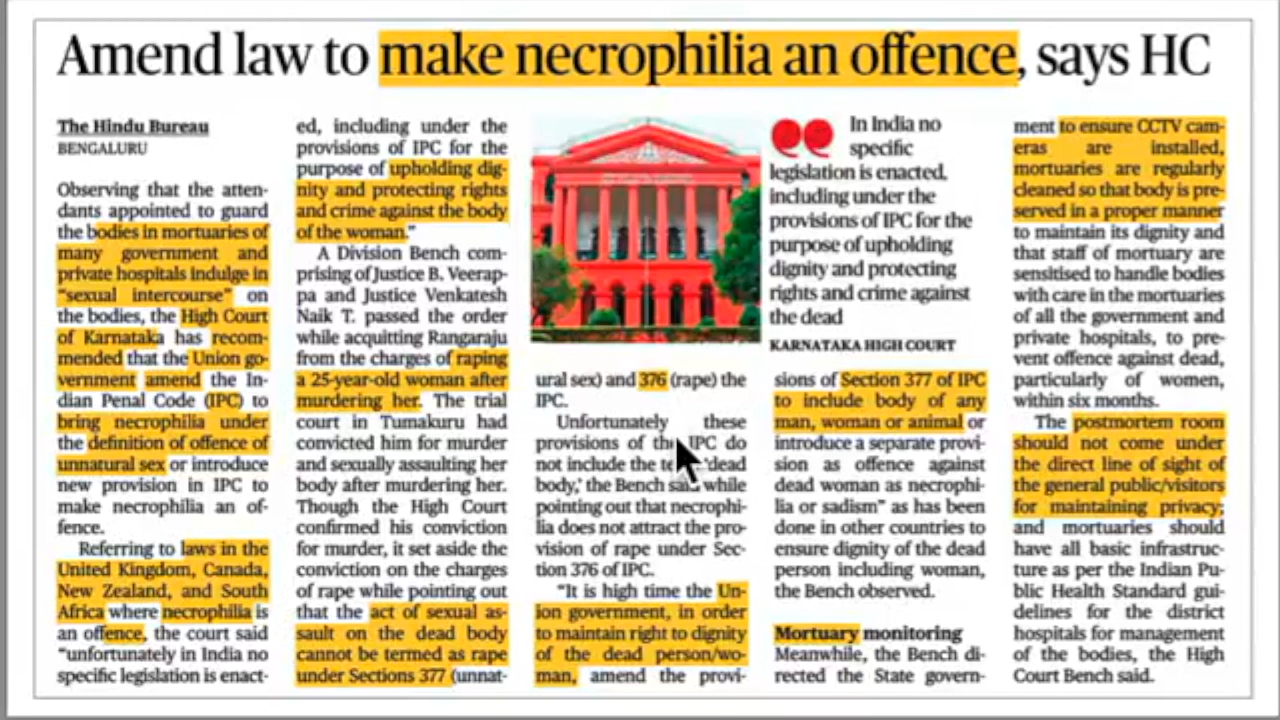 Amend law to make necrophilia an offence, says HC
The Hindu Bureau
BENGALURU
Observing that the atten-
dants appointed to guard
the bodies in mortuaries of
many government and
private hospitals indulge in
“sexual intercourse” on
the bodies, the High Court
of Karnataka has recom-
mended that the Union go-
vernment amend the In-
dian Penal Code (IPC) to
bring necrophilia under
the definition of offence of
unnatural sex or introduce
new provision in IPC to
make necrophilia an of-
fence.
Referring to laws in the
United Kingdom, Canada,
New Zealand, and South
Africa where necrophilia is
an offence, the court said
“unfortunately in India no
specific legislation is enact-
ed, including under the
provisions of IPC for the
purpose of upholding dig-
nity and protecting rights
and crime against the body
of the woman.”
A Division Bench com-
prising of Justice B. Veerap-
pa and Justice Venkatesh
Naik T. passed the order
while acquitting Rangaraju
from the charges of raping
a 25-year-old woman after
murdering her. The trial
court in Tumakuru had
convicted him for murder
and sexually assaulting her
body after murdering her.
Though the High Court
confirmed his conviction
for murder, it set aside the
conviction on the charges
of rape while pointing out
that the act of sexual as-
sault on the dead body
cannot be termed as rape
under Sections 377 (unnat-
ural sex) and 376 (rape) the
IPC.
Unfortunately these
provisions of the IPC do
not include the ‘dead
body,’ the Bench said while
pointing out that necrophi-
lia does not attract the pro-
vision of rape under Sec-
tion 376 of IPC.
“It is high time the Un-
ion government, in order
to maintain right to dignity
of the dead person/wo-
man, amend the provi-
In India no
specific
legislation is enacted,
including under the
provisions of IPC for the
purpose of upholding
dignity and protecting
rights and crime against
the dead
KARNATAKA HIGH COURT
sions of Section 377 of IPC
to include body of any
man, woman or animal or
introduce a separate provi-
sion as offence against
dead woman as necrophi-
lia or sadism” as has been
done in other countries to
ensure dignity of the dead
person including woman,
the Bench observed.
Mortuary monitoring
Meanwhile, the Bench di-
rected the State govern-
ment to ensure CCTV cam-
eras are installed,
mortuaries are regularly
cleaned so that body is pre-
served in a proper manner
to maintain its dignity and
that staff of mortuary are
sensitised to handle bodies
with care in the mortuaries
of all the government and
private hospitals, to pre-
vent offence against dead,
particularly of women,
within six months.
The postmortem room
should not come under
the direct line of sight of
the general public/visitors
for maintaining privacy;
and mortuaries should
have all basic infrastruc-
ture as per the Indian Pu-
blic Health Standard gui-
delines for the district
hospitals for management
of the bodies, the High
Court Bench said.